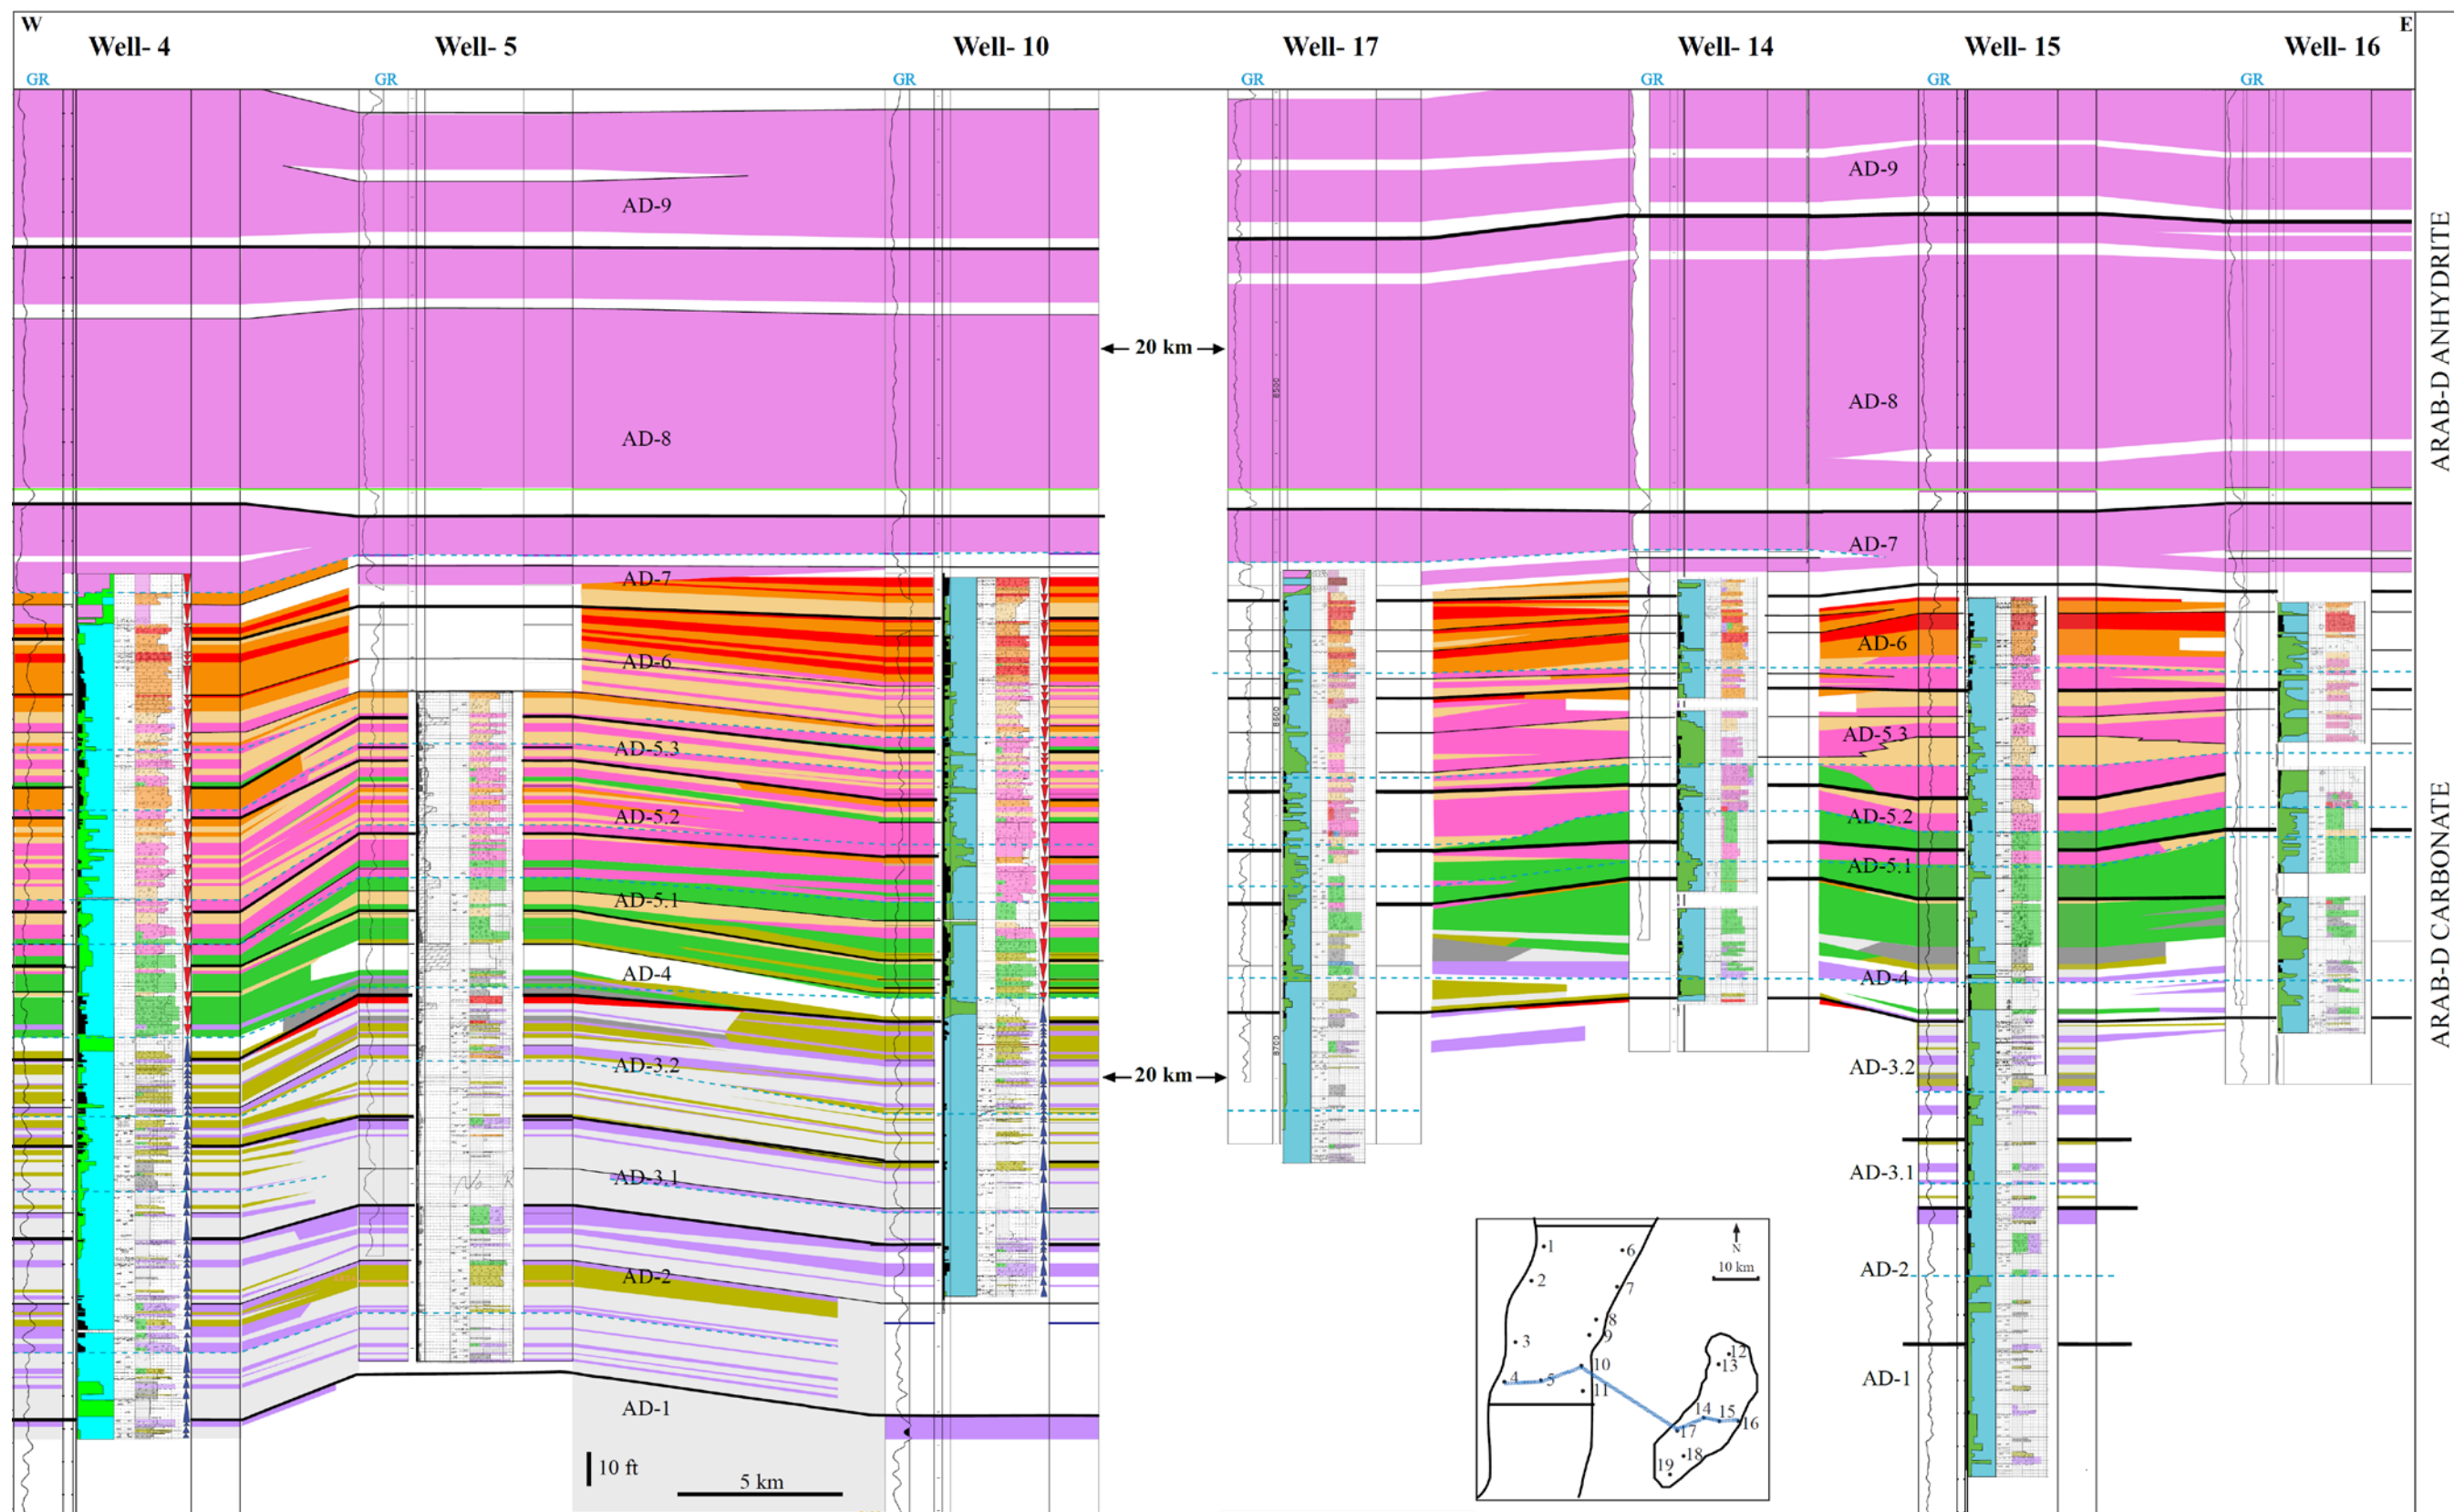 W
E
Well- 4
Well- 5
Well- 10
Well- 17
Well- 14
Well- 15
Well- 16
GR
GR
GR
GR
GR
GR
GR
AD-9
AD-9
ARAB-D ANHYDRITE
← 20 km →
8500
AD-8
AD-8
AD-7
AD-7
AD-6
AD-6
8600
AD-5.3
AD-5.3
AD-5.2
AD-5.2
AD-5.1
AD-5.1
AD-4
AD-4
ARAB-D CARBONATE
8700
AD-3.2
AD-3.2
← 20 km →
AD-3.1
AD-3.1
No R
AD-2
AD-2
AD-1
AD-1
10 ft
5 km
N
10 km
1
6
2
7
8
9
3
12
13
10
4
5
11
14
15
16
17
18
19